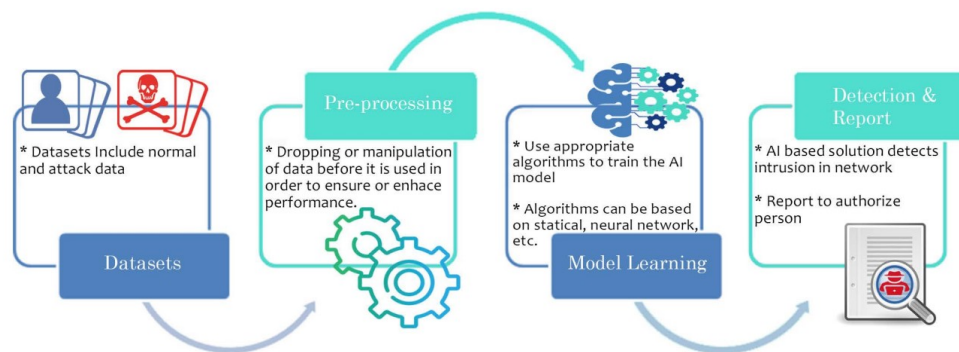 * Datasets Include normal
and attack data
Datasets
Pre-processing
* Dropping or manipulation
of data before it is used in
order to ensure or enhace
performance.
* Use appropriate
algorithms to train the AI
model
* Algorithms can be based
on statical, neural network,
etc.
Model Learning
Detection &
Report
* AI based solution detects
intrusion in network
* Report to authorize
person